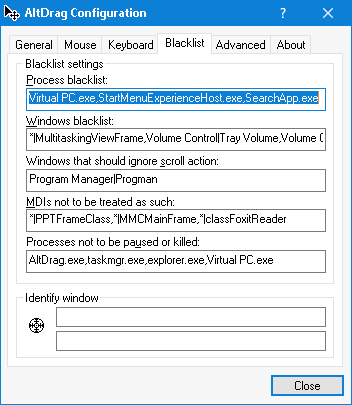 AltDrag Configuration
General Mouse Keyboard Blacklist Advanced About
Blacklist settings
Process blacklist:
Virtual PC.exe,StartMenuExperienceHost.exe,SearchApp.exe
Windows blacklist:
*|MultitaskingViewFrame,Volume Control|Tray Volume,Volume C
Windows that should ignore scroll action:
Program Manager|Progman
MDIs not to be treated as such:
*|PPTFrameClass,*|MMCMainFrame,*|classFoxitReader
Processes not to be paused or killed:
AltDrag.exe,taskmgr.exe,explorer.exe,Virtual PC.exe
Identify window
Close